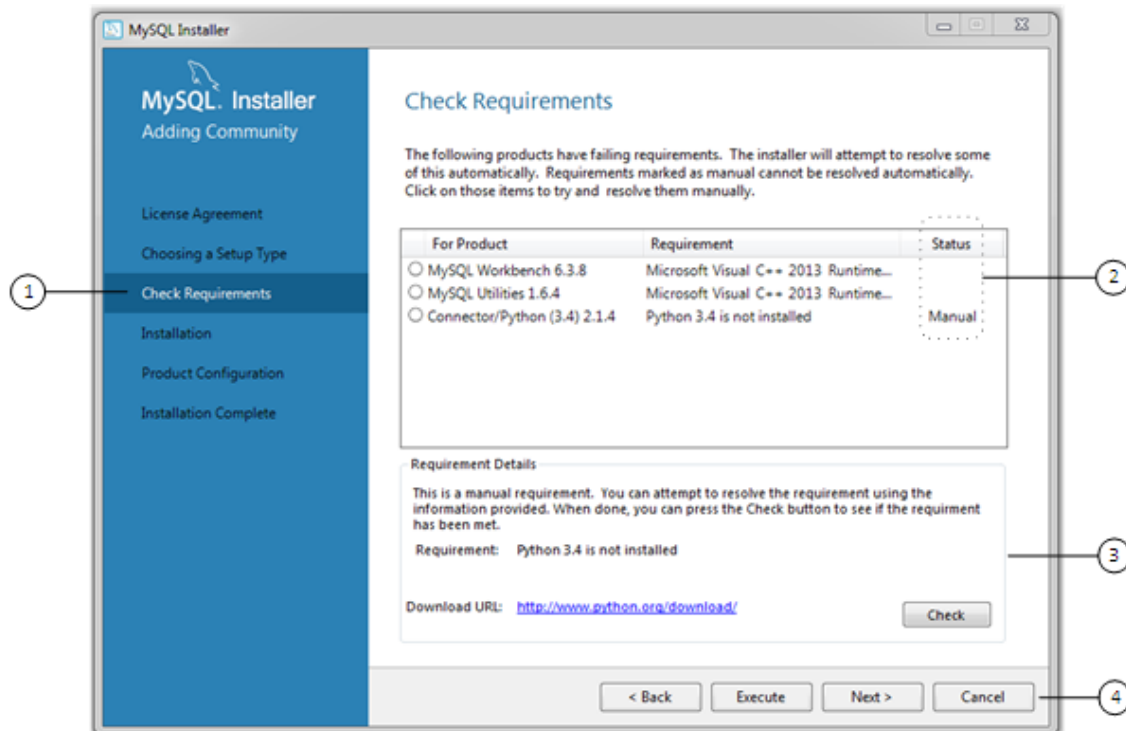 MySQL Installer
MySQL. Installer
Adding Community
License Agreement
Choosing a Setup Type
Check Requirements
Installation
Product Configuration
Installation Complete
Check Requirements
The following products have failing requirements. The installer will attempt to resolve some
of this automatically. Requirements marked as manual cannot be resolved automatically.
Click on those items to try and resolve them manually.
For Product Requirement Status
MySQL Workbench 6.3.8 Microsoft Visual C++ 2013 Runtime...
MySQL Utilities 1.6.4 Microsoft Visual C++ 2013 Runtime...
Connector/Python (3.4) 2.1.4 Python 3.4 is not installed Manual
Requirement Details
This is a manual requirement. You can attempt to resolve the requirement using the
information provided. When done, you can press the Check button to see if the requirment
has been met.
Requirement: Python 3.4 is not installed
Download URL: http://www.python.org/download/
Check
< Back Execute Next > Cancel
1
2
3
4